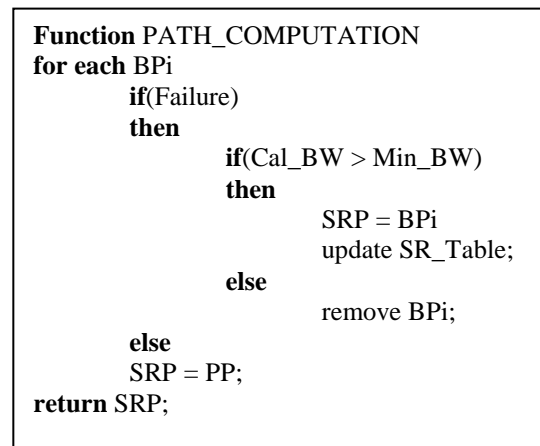 Function PATH_COMPUTATION
for each BPi
if(Failure)
then
if(Cal_BW > Min_BW)
then
SRP = BPi
update SR_Table;
else
remove BPi;
else
SRP = PP;
return SRP;